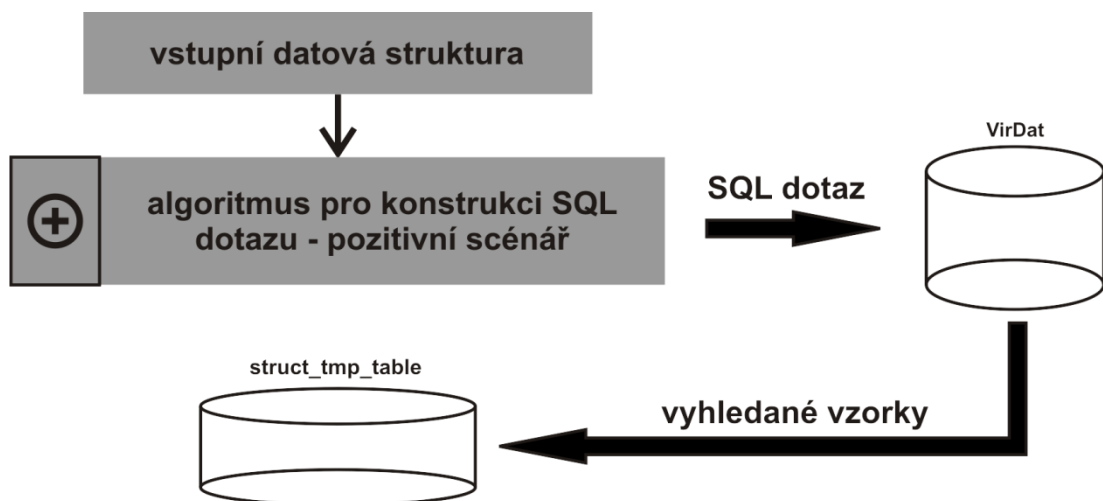 vstupní datová struktura
VirDat
algoritmus pro konstrukci SQL
dotazu - pozitivní scénář
SQL dotaz
struct_tmp_table
vyhledané vzorky